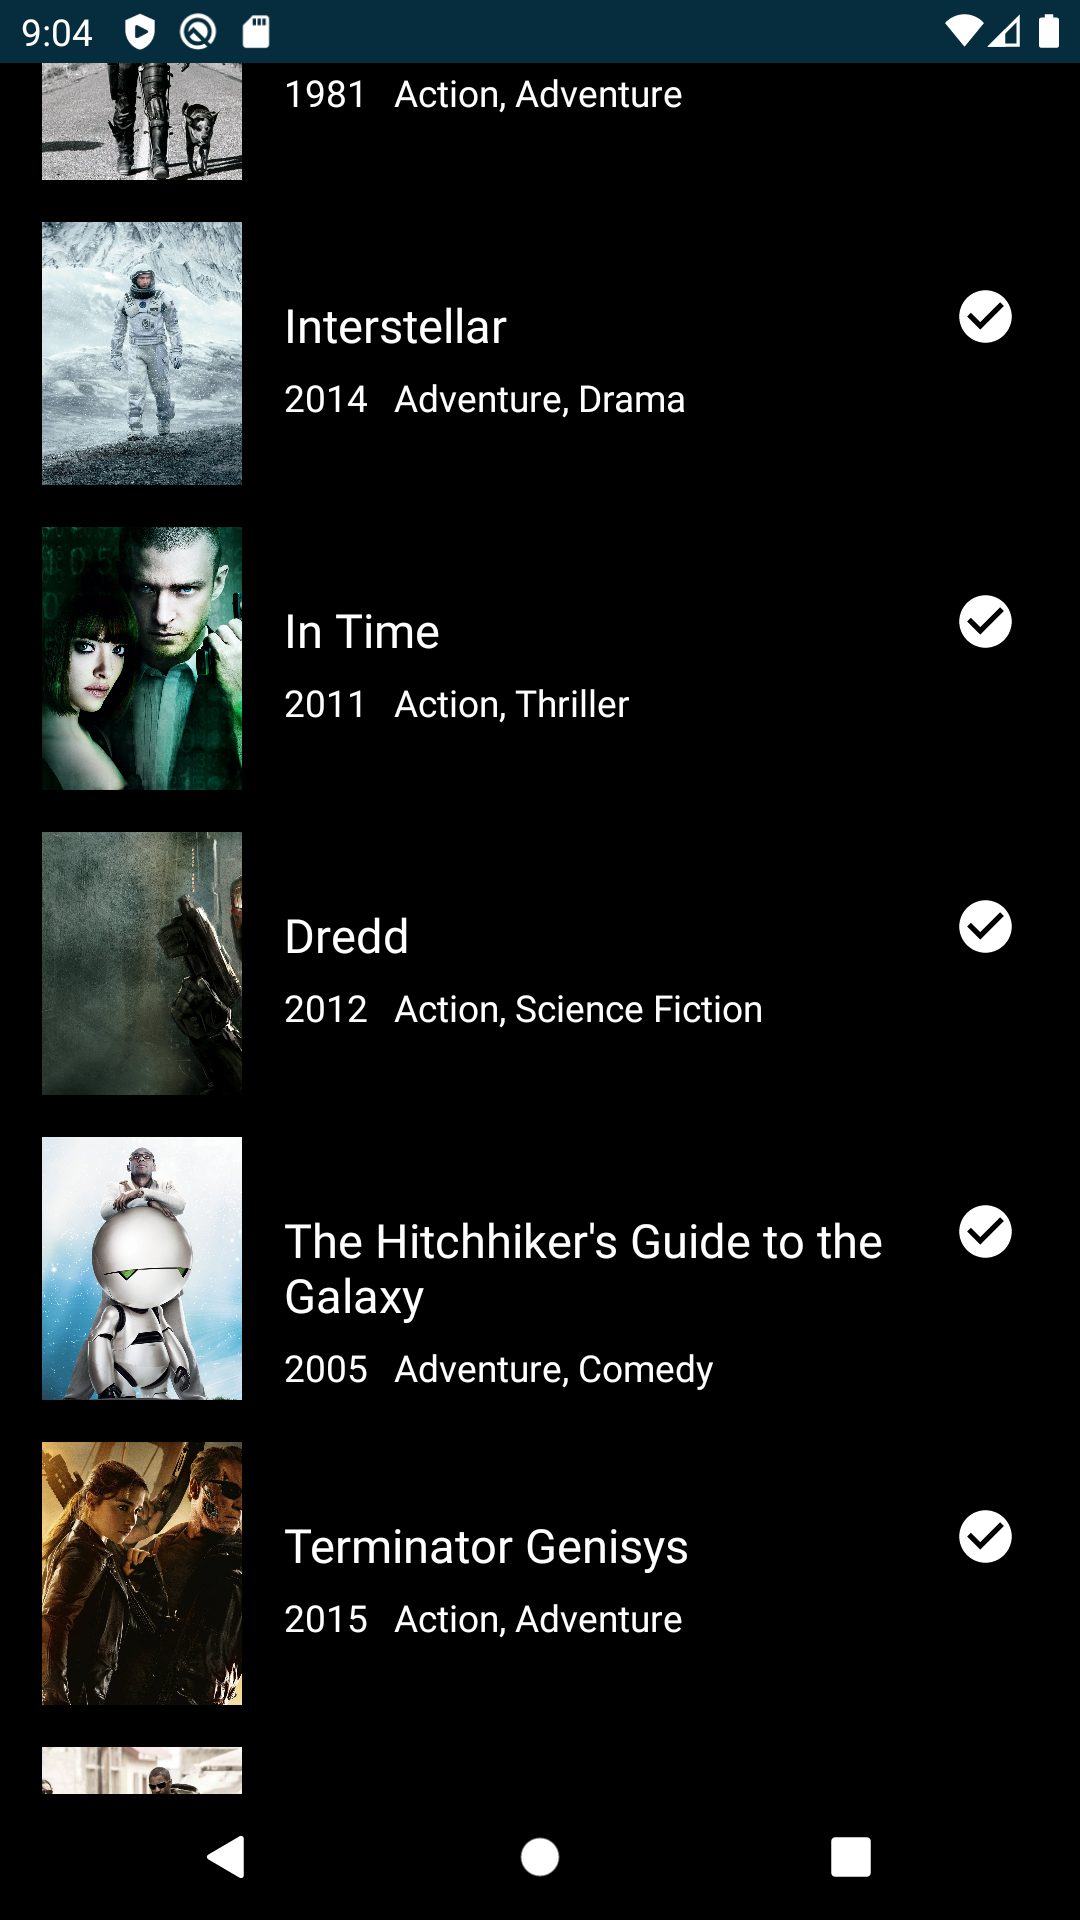 9:04
1981 Action, Adventure
Interstellar
2014 Adventure, Drama
In Time
2011 Action, Thriller
Dredd
2012 Action, Science Fiction
The Hitchhiker's Guide to the
Galaxy
2005 Adventure, Comedy
Terminator Genisys
2015 Action, Adventure